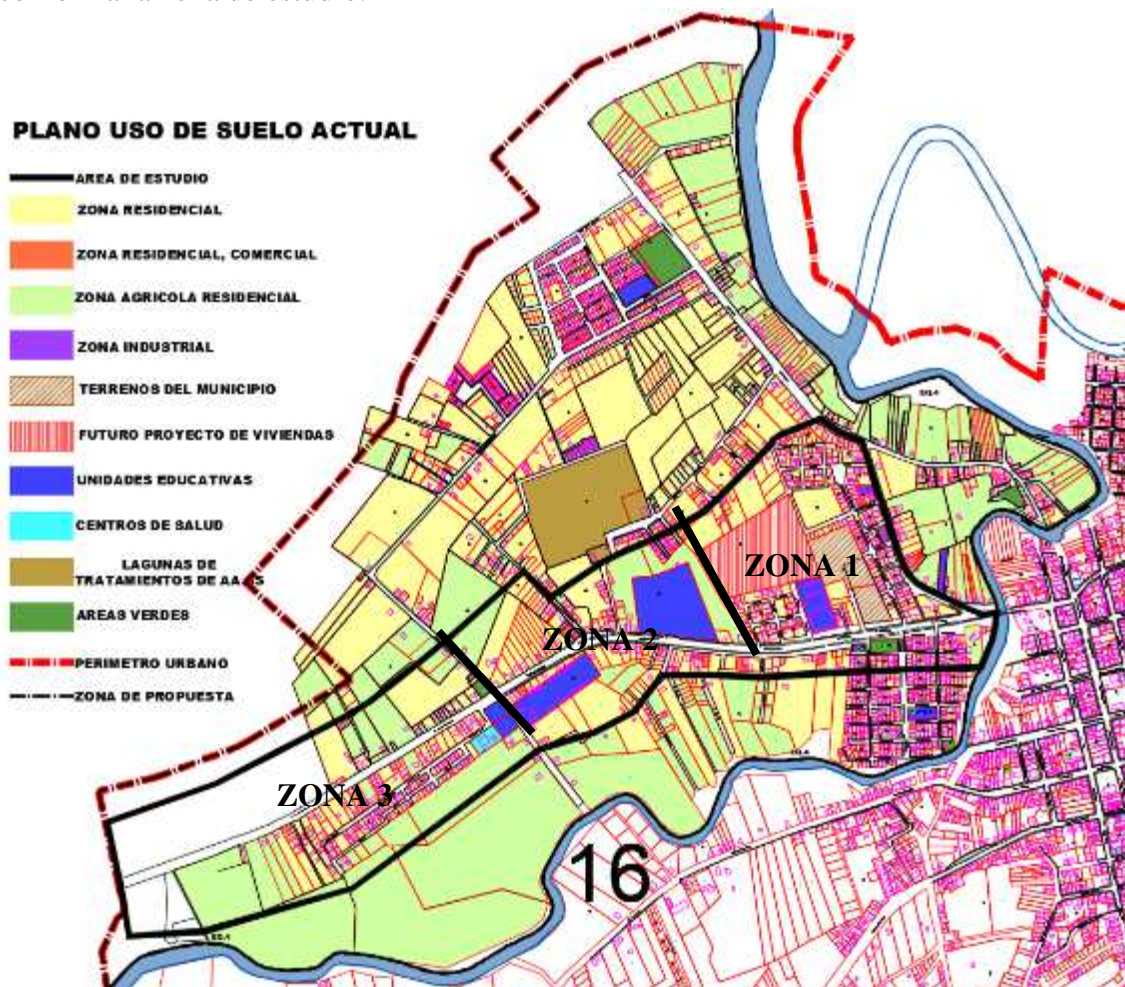 PLANO USO DE SUELO ACTUAL
AREA DE ESTUDIO
ZONA RESIDENCIAL
ZONA RESIDENCIAL, COMERCIAL
ZONA AGRICOLA RESIDENCIAL
ZONA INDUSTRIAL
TERRENOS DEL MUNICIPIO
FUTURO PROYECTO DE VIVIENDAS
UNIDADES EDUCATIVAS
CENTROS DE SALUD
LAGUNAS DE
TRATAMIENTOS DE
AREAS VERDES
PERIMETRO URBANO
ZONA DE PROPUESTA
ZONA 1
ZONA 2
ZONA 3
16